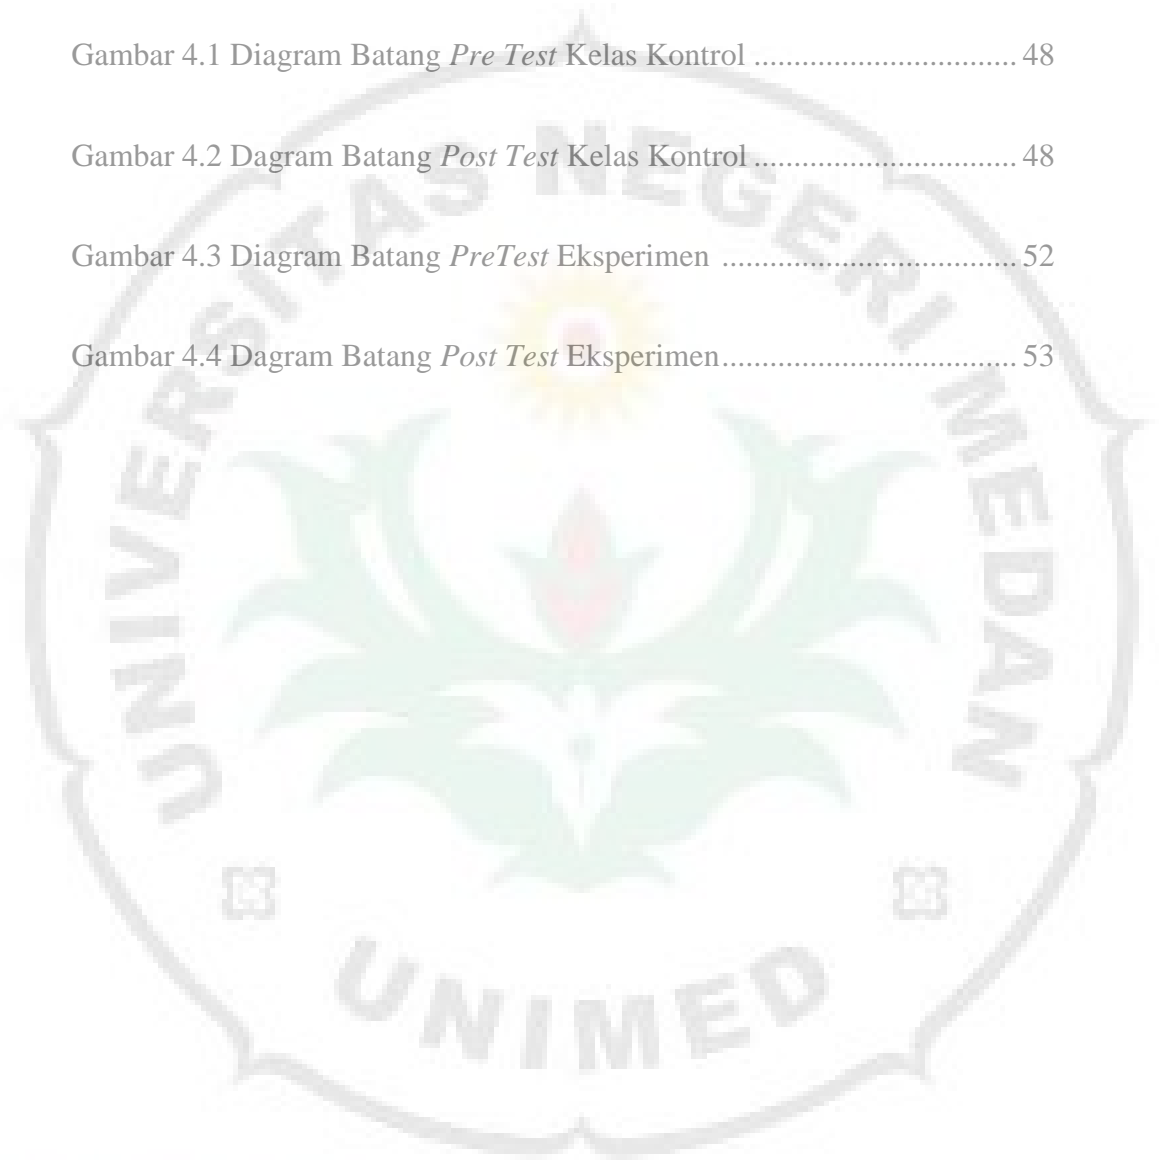 Gambar 4.1 Diagram Batang Pre Test Kelas Kontrol ................................. 48
Gambar 4.2 Dagram Batang Post Test Kelas Kontrol ................................. 48
Gambar 4.3 Diagram Batang PreTest Eksperimen ..................................... 52
Gambar 4.4 Dagram Batang Post Test Eksperimen..................................... 53
UNIVERSITAS NEGERI MEDAN
UNIMED